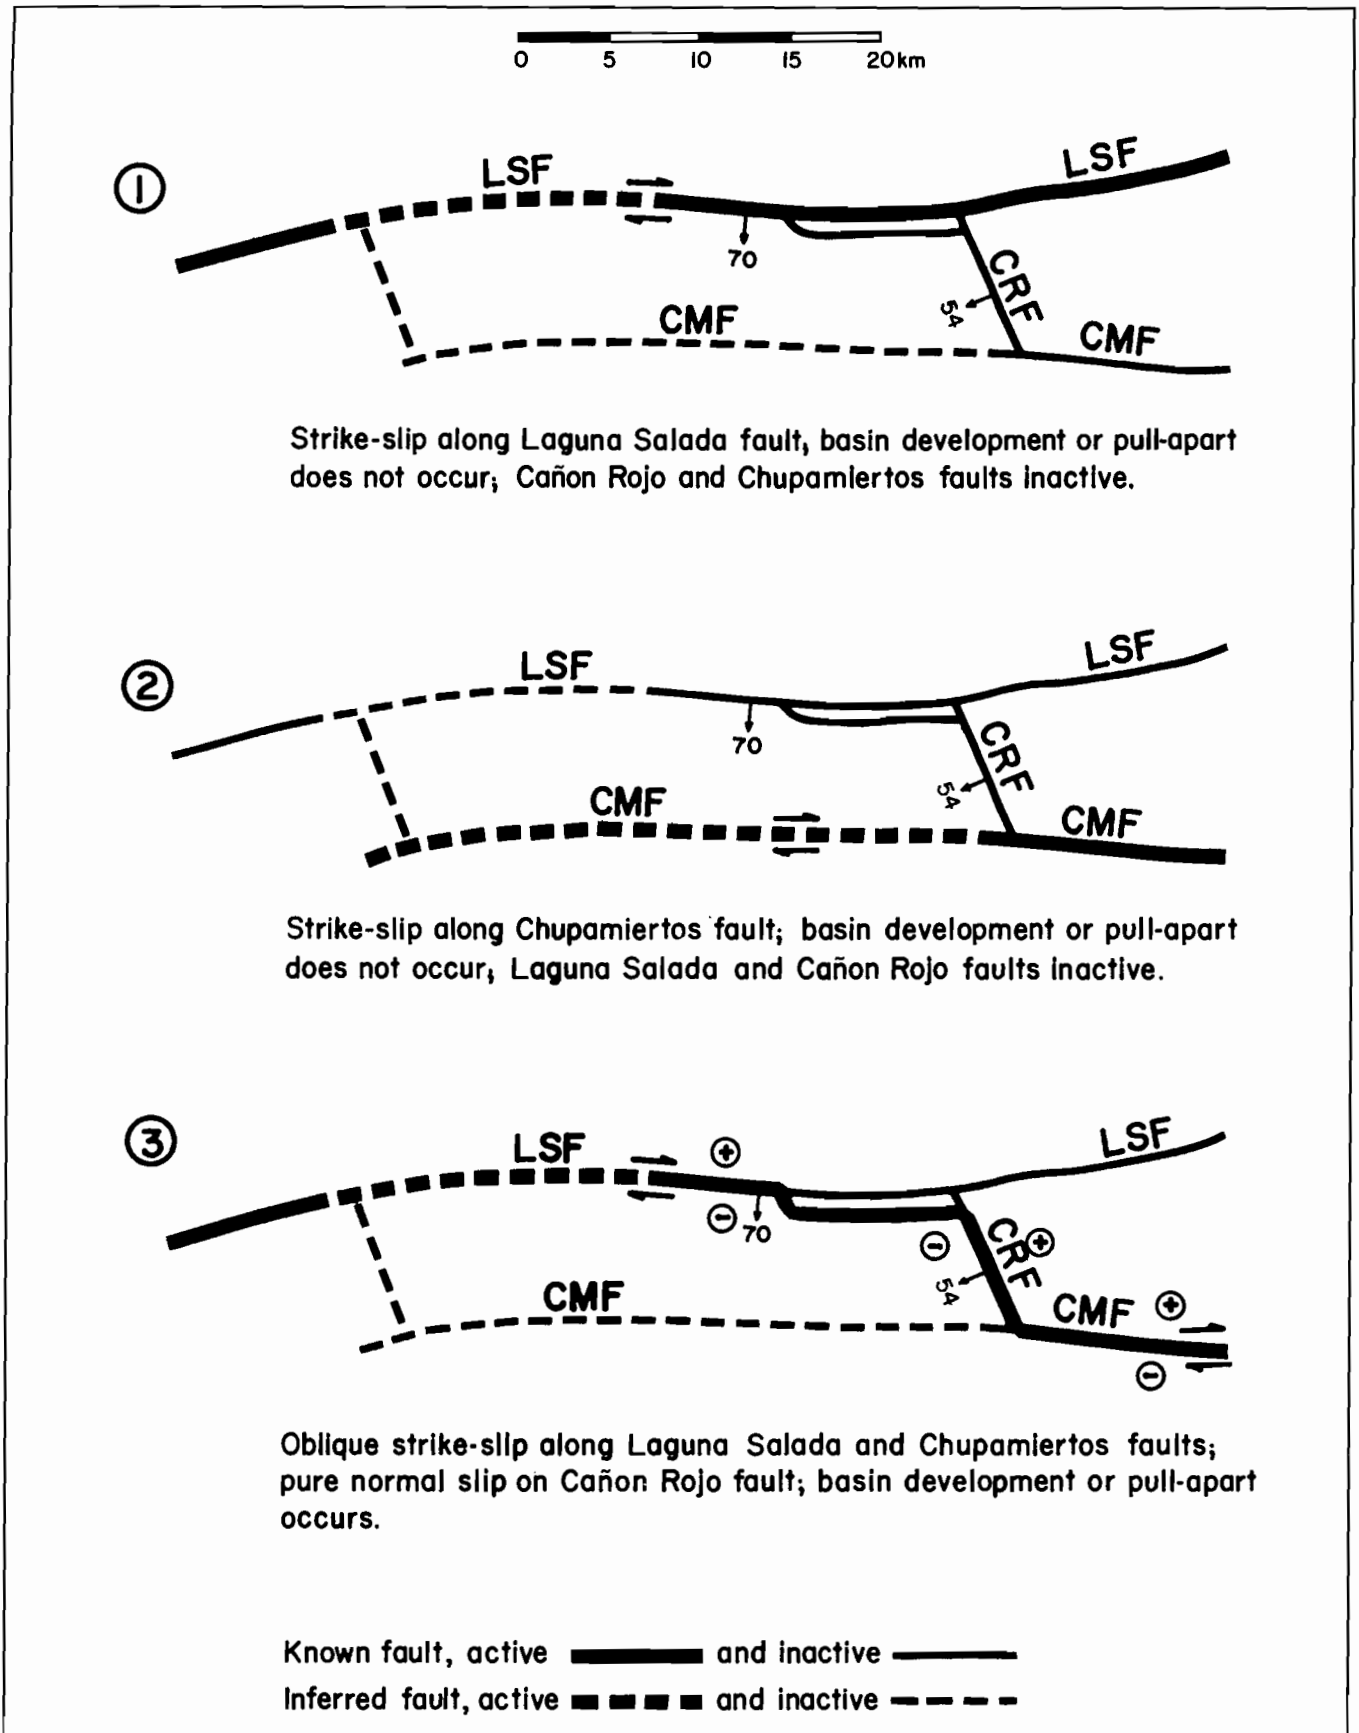 0 5 10 15 20km
1
LSF
LSF
70
CRF
54
CMF
CMF
Strike-slip along Laguna Salada fault, basin development or pull-apart
does not occur; Cañon Rojo and Chupamiertos faults inactive.
2
LSF
LSF
70
CRF
54
CMF
CMF
Strike-slip along Chupamiertos fault; basin development or pull-apart
does not occur, Laguna Salada and Cañon Rojo faults inactive.
3
LSF
+
LSF
- 70
-
CRF
+
54
CMF
CMF
+
-
Oblique strike-slip along Laguna Salada and Chupamiertos faults;
pure normal slip on Cañon Rojo fault; basin development or pull-apart
occurs.
Known fault, active and inactive
Inferred fault, active and inactive